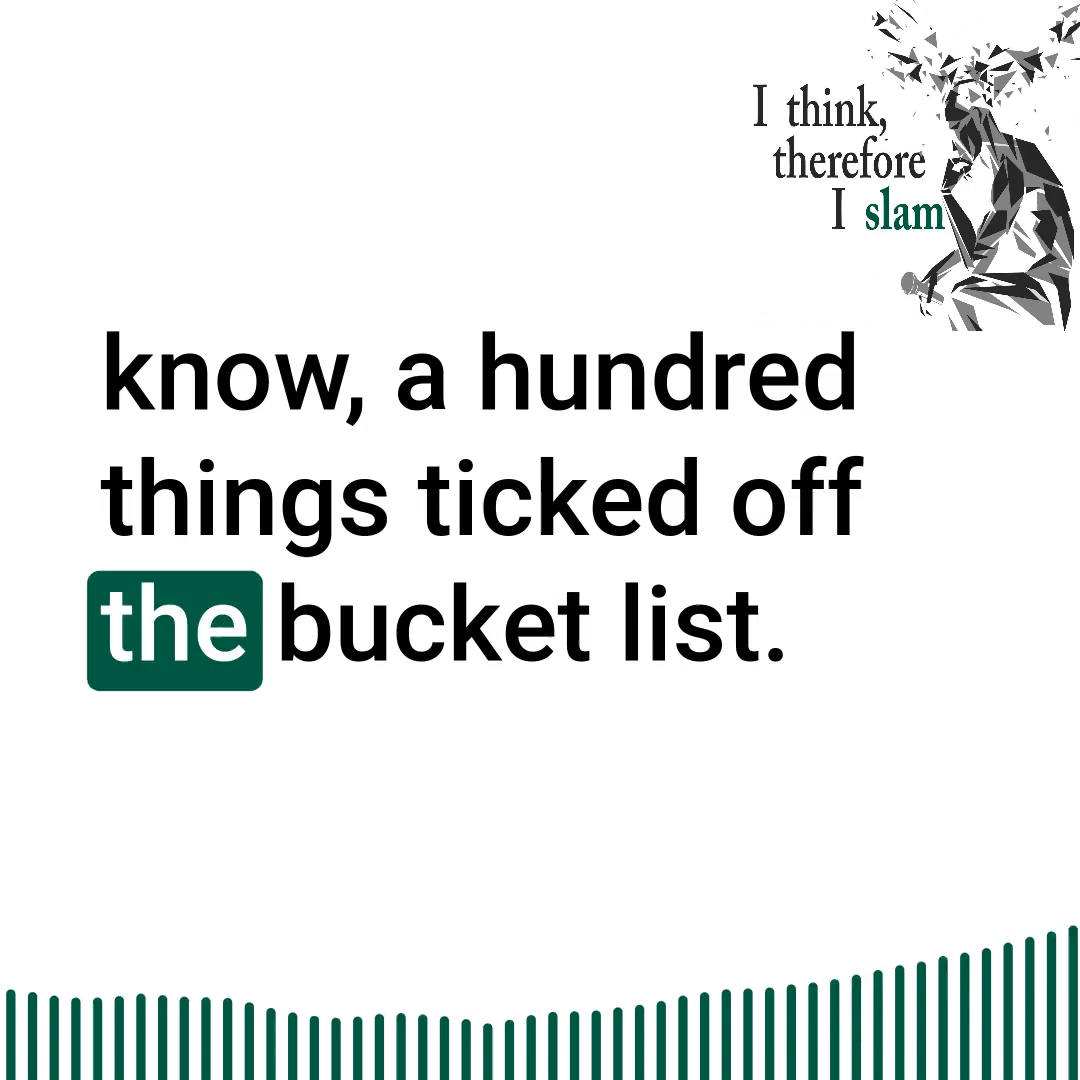 I think,
therefore
I slam
know, a hundred
things ticked off
the bucket list.